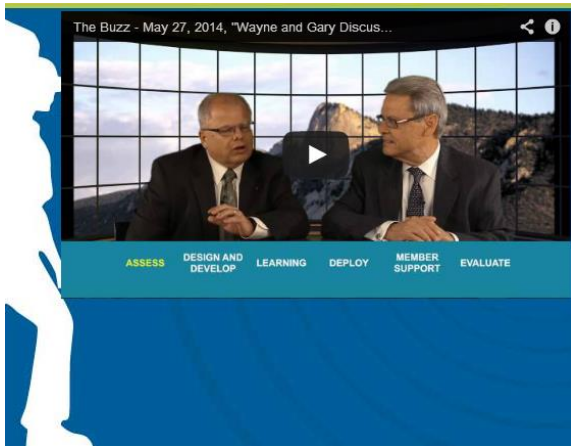 The Buzz - May 27, 2014, "Wayne and Gary Discus...
ASSESS
DESIGN AND
DEVELOP
LEARNING
DEPLOY
MEMBER
SUPPORT
EVALUATE